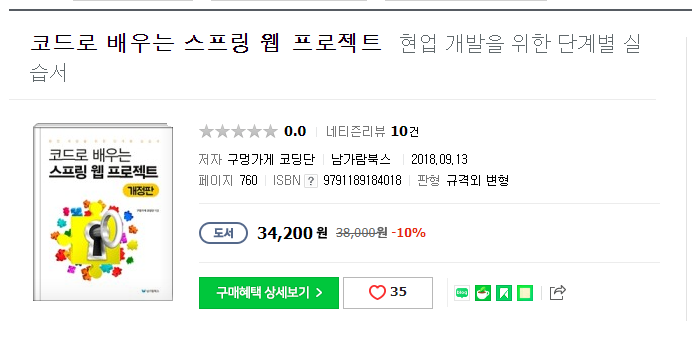 코드로 배우는 스프링 웹 프로젝트 현업 개발을 위한 단계별 실
습서
코드로 배우는
스프링 웹 프로젝트
개정판
0.0 네티즌리뷰 10건
저자 구멍가게 코딩단 남가람북스 2018.09.13
페이지 760 ISBN ? 9791189184018 판형 규격외 변형
도서 34,200원 38,000원 -10%
구매혜택 상세보기 > 35
blog